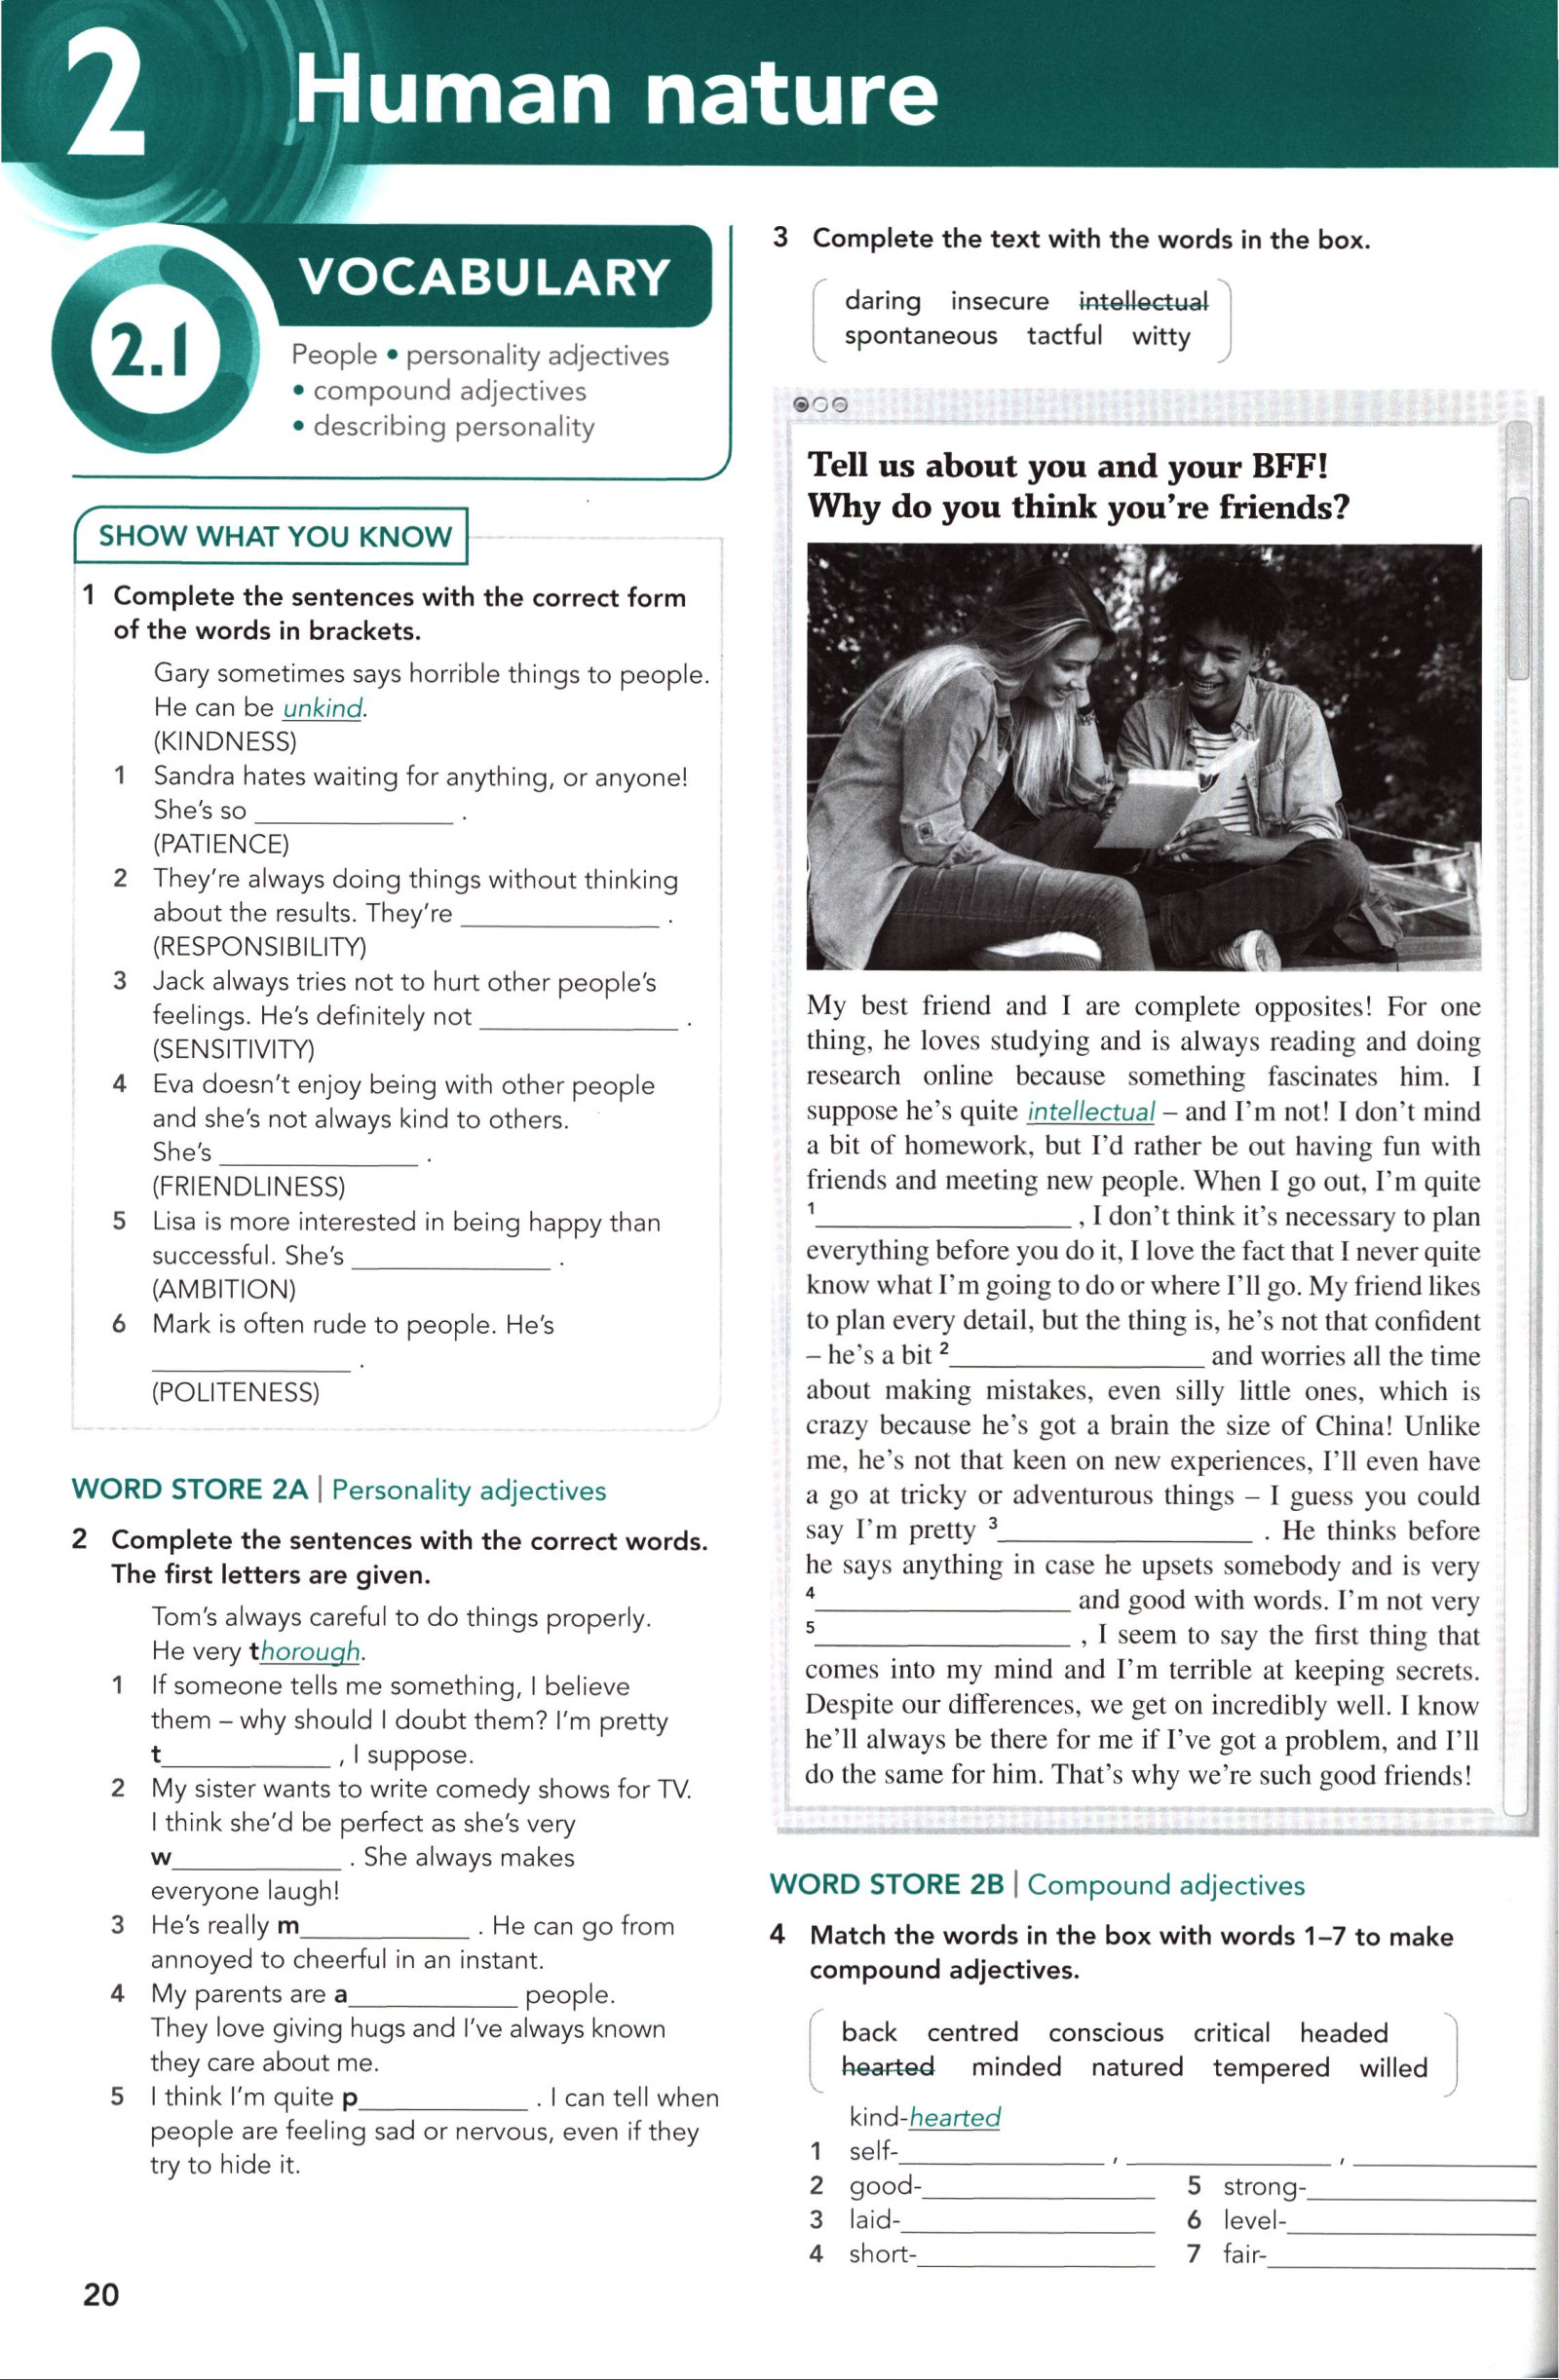 2 Human nature
2.1
VOCABULARY
People • personality adjectives
• compound adjectives
• describing personality
SHOW WHAT YOU KNOW
1 Complete the sentences with the correct form
of the words in brackets.
Gary sometimes says horrible things to people.
He can be unkind.
(KINDNESS)
1 Sandra hates waiting for anything, or anyone!
She's so ____________ .
(PATIENCE)
2 They're always doing things without thinking
about the results. They're ____________ .
(RESPONSIBILITY)
3 Jack always tries not to hurt other people's
feelings. He's definitely not ____________ .
(SENSITIVITY)
4 Eva doesn't enjoy being with other people
and she's not always kind to others.
She's ____________ .
(FRIENDLINESS)
5 Lisa is more interested in being happy than
successful. She's ____________ .
(AMBITION)
6 Mark is often rude to people. He's
____________ .
(POLITENESS)
WORD STORE 2A | Personality adjectives
2 Complete the sentences with the correct words.
The first letters are given.
Tom's always careful to do things properly.
He very thorough.
1 If someone tells me something, I believe
them – why should I doubt them? I'm pretty
t____________ , I suppose.
2 My sister wants to write comedy shows for TV.
I think she'd be perfect as she's very
w____________ . She always makes
everyone laugh!
3 He's really m____________ . He can go from
annoyed to cheerful in an instant.
4 My parents are a____________ people.
They love giving hugs and I've always known
they care about me.
5 I think I'm quite p____________ . I can tell when
people are feeling sad or nervous, even if they
try to hide it.
20
3 Complete the text with the words in the box.
daring insecure intellectual
spontaneous tactful witty
Tell us about you and your BFF!
Why do you think you're friends?
My best friend and I are complete opposites! For one
thing, he loves studying and is always reading and doing
research online because something fascinates him. I
suppose he's quite intellectual – and I'm not! I don't mind
a bit of homework, but I'd rather be out having fun with
friends and meeting new people. When I go out, I'm quite
1____________ , I don't think it's necessary to plan
everything before you do it, I love the fact that I never quite
know what I'm going to do or where I'll go. My friend likes
to plan every detail, but the thing is, he's not that confident
– he's a bit 2____________ and worries all the time
about making mistakes, even silly little ones, which is
crazy because he's got a brain the size of China! Unlike
me, he's not that keen on new experiences, I'll even have
a go at tricky or adventurous things – I guess you could
say I'm pretty 3____________ . He thinks before
he says anything in case he upsets somebody and is very
4____________ and good with words. I'm not very
5____________ , I seem to say the first thing that
comes into my mind and I'm terrible at keeping secrets.
Despite our differences, we get on incredibly well. I know
he'll always be there for me if I've got a problem, and I'll
do the same for him. That's why we're such good friends!
WORD STORE 2B | Compound adjectives
4 Match the words in the box with words 1–7 to make
compound adjectives.
back centred conscious critical headed
hearted minded natured tempered willed
kind-hearted
1 self-____________ , ____________ , ____________
2 good-____________ 5 strong-____________
3 laid-____________ 6 level-____________
4 short-____________ 7 fair-____________